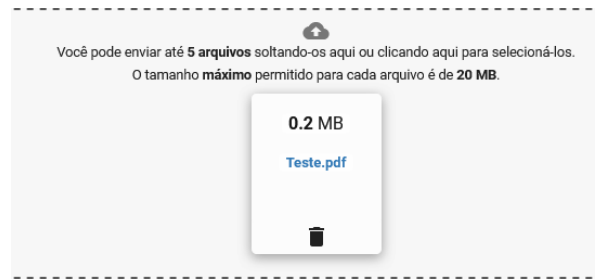 Você pode enviar até 5 arquivos soltando-os aqui ou clicando aqui para selecioná-los.
O tamanho máximo permitido para cada arquivo é de 20 MB.
0.2 MB
Teste.pdf